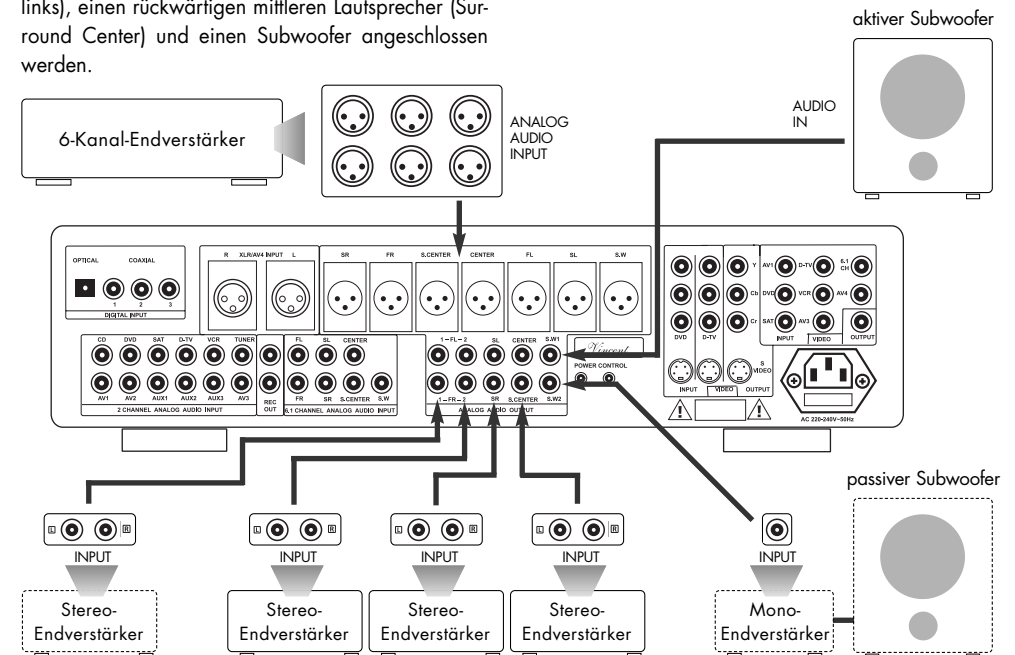 links), einen rückwärtigen mittleren Lautsprecher (Sur-
round Center) und einen Subwoofer angeschlossen
werden.
aktiver Subwoofer
AUDIO
IN
6-Kanal-Endverstärker
ANALOG
AUDIO
INPUT
OPTICAL COAXIAL
1 2 3
DIGITAL INPUT
R XLR/AV4 INPUT L
SR FR S.CENTER CENTER FL SL S.W
Y AV1 D-TV 6.1 CH
Cb DVD VCR AV4
Cr SAT AV3
DVD D-TV INPUT VIDEO OUTPUT
CD DVD SAT D-TV VCR TUNER
AV1 AV2 AUX1 AUX2 AUX3 AV3
2 CHANNEL ANALOG AUDIO INPUT
REC
OUT
FL SL CENTER
FR SR S.CENTER S.W
6,1 CHANNEL ANALOG AUDIO INPUT
1 – FL – 2 SL CENTER S.W1
1 – FR – 2 SR S.CENTER S.W2
ANALOG AUDIO OUTPUT
Vincent
POWER CONTROL
S
VIDEO
INPUT VIDEO OUTPUT
AC 220-240V~50Hz
passiver Subwoofer
L R L R L R L R
INPUT INPUT INPUT INPUT INPUT
Stereo-
Endverstärker
Stereo-
Endverstärker
Stereo-
Endverstärker
Stereo-
Endverstärker
Mono-
Endverstärker